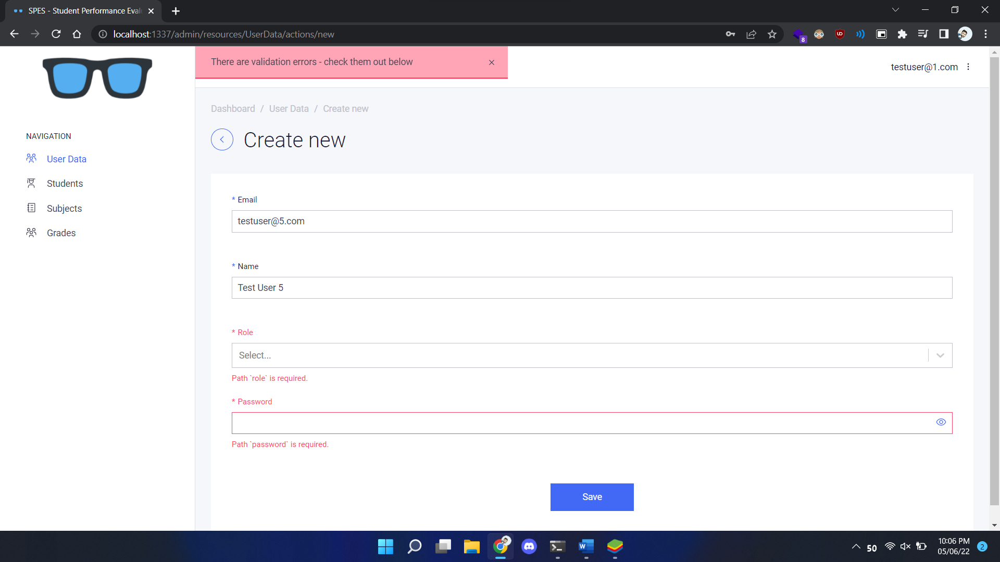 SPES - Student Performance Eval
localhost:1337/admin/resources/UserData/actions/new
8
There are validation errors - check them out below
testuser@1.com
Dashboard / User Data / Create new
Create new
NAVIGATION
User Data
Students
Subjects
Grades
* Email
testuser@5.com
* Name
Test User 5
* Role
Select...
Path `role` is required.
* Password
Path `password` is required.
Save
50
10:06 PM
05/06/22
2